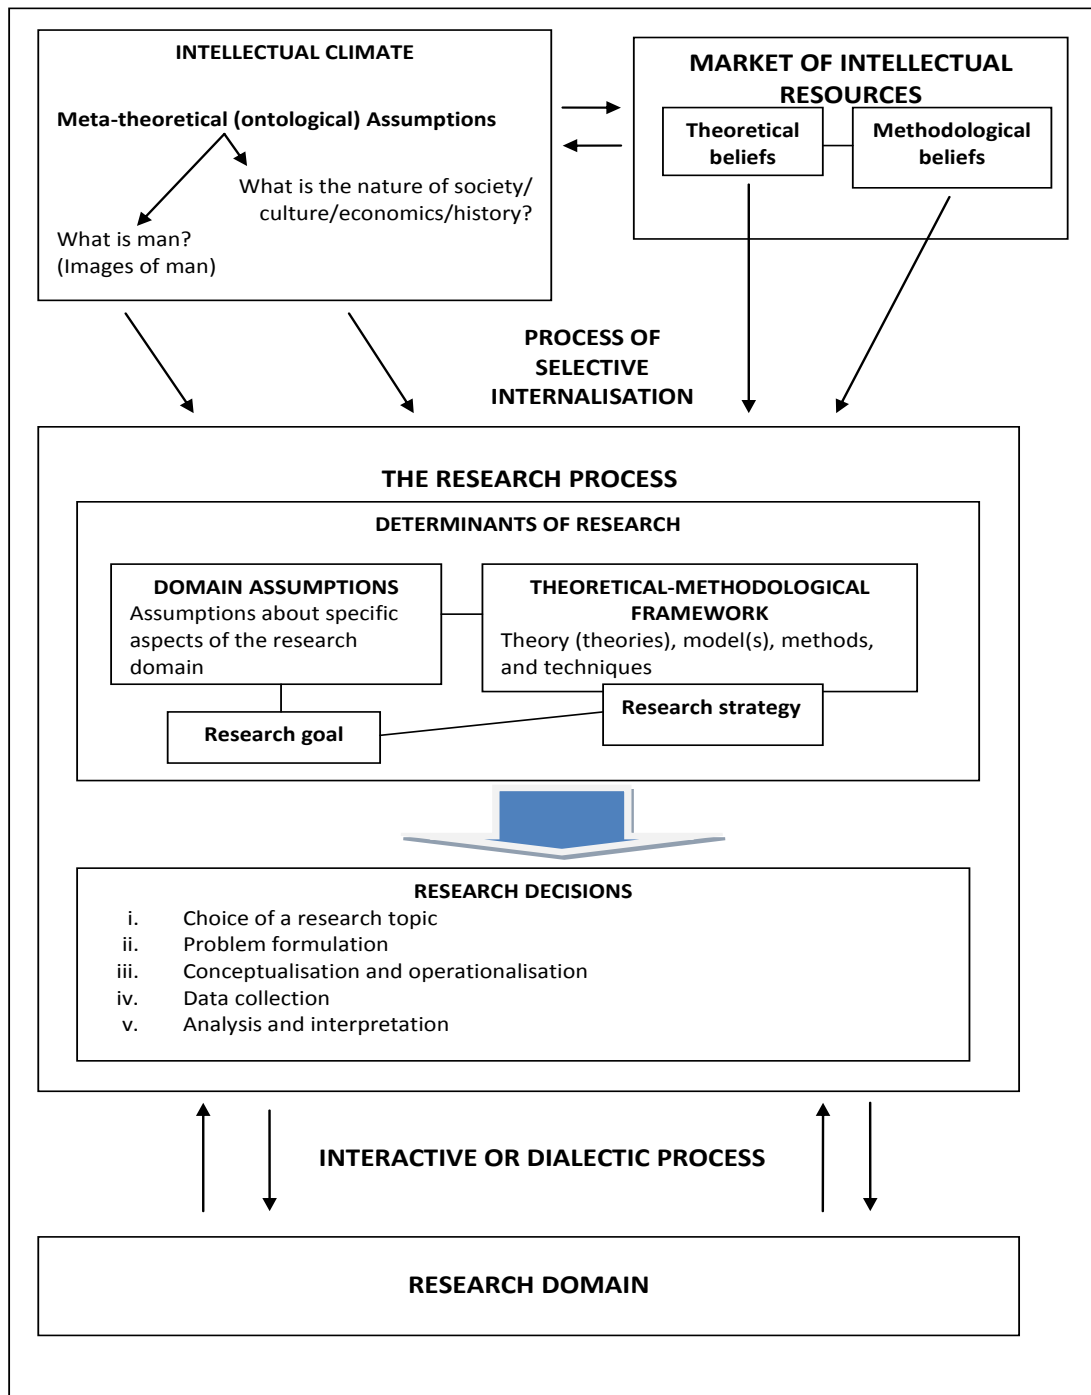 INTELLECTUAL CLIMATE
Meta-theoretical (ontological) Assumptions
What is the nature of society/
culture/economics/history?
What is man?
(Images of man)
MARKET OF INTELLECTUAL
RESOURCES
Theoretical
beliefs
Methodological
beliefs
PROCESS OF
SELECTIVE
INTERNALISATION
THE RESEARCH PROCESS
DETERMINANTS OF RESEARCH
DOMAIN ASSUMPTIONS
Assumptions about specific
aspects of the research
domain
THEORETICAL-METHODOLOGICAL
FRAMEWORK
Theory (theories), model(s), methods,
and techniques
Research strategy
Research goal
RESEARCH DECISIONS
i. Choice of a research topic
ii. Problem formulation
iii. Conceptualisation and operationalisation
iv. Data collection
v. Analysis and interpretation
INTERACTIVE OR DIALECTIC PROCESS
RESEARCH DOMAIN